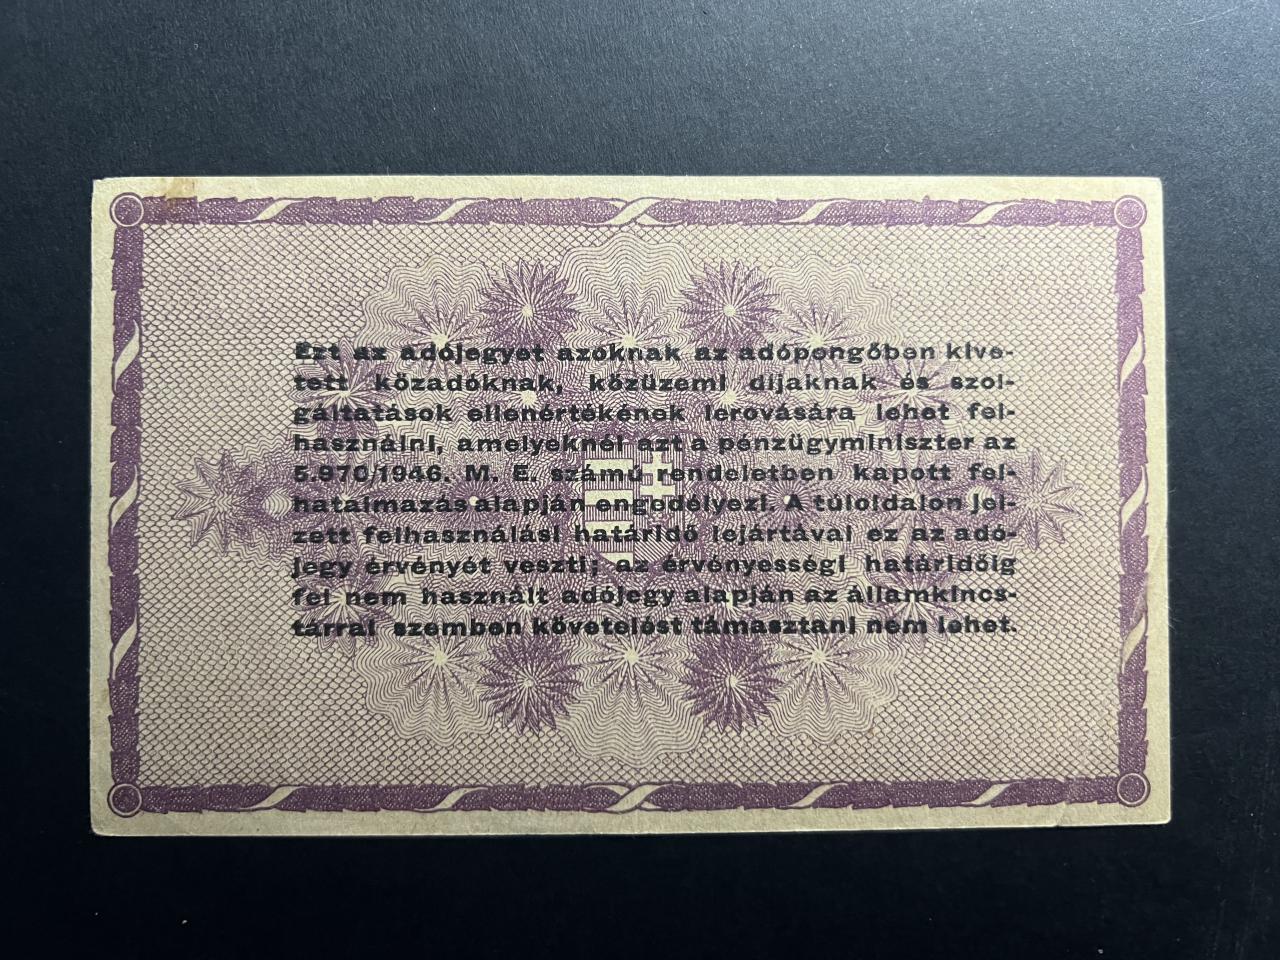 Ezt az adójegyet azoknak az adópengőben kive-
tett közadóknak, közüzemi díjaknak és szol-
gáltatások ellenértékének lerovására lehet fel-
használni, amelyeknél ezt a pénzügyminiszter az
5.970/1946. M. E. számú rendeletben kapott fel-
hatalmazás alapján engedélyezi. A túloldalon jel-
zett felhasználási határidő lejártával ez az adó-
jegy érvényét veszti; az érvényességi határidőig
fel nem használt adójegy alapján az államkincs-
tárral szemben követelést támasztani nem lehet.